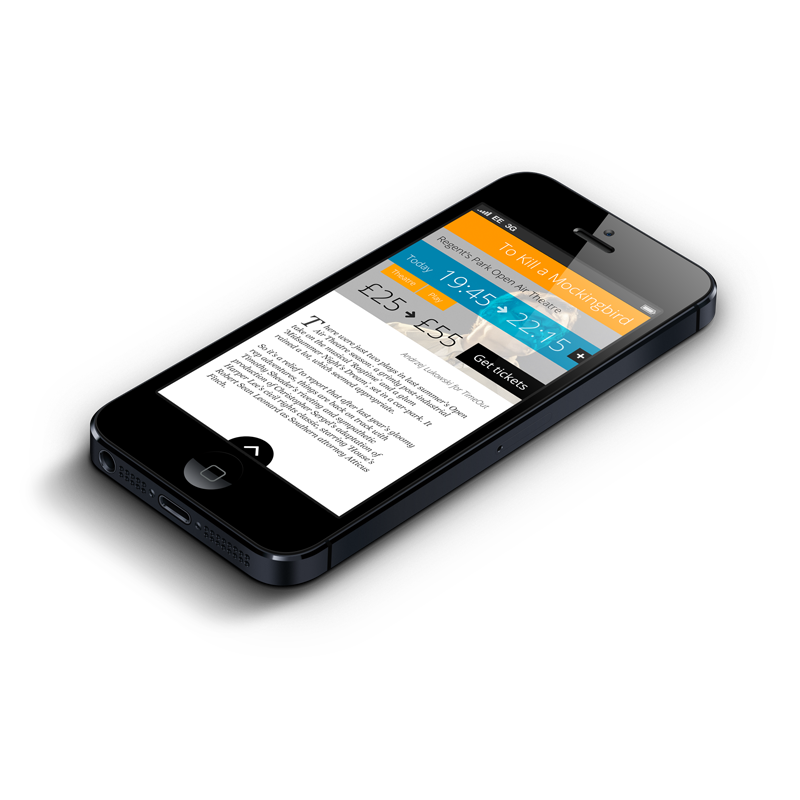 EE 3G
To Kill a Mockingbird
Regent's Park Open Air Theatre
Today 19:45 → 22:15 +
Theatre Play
£25 → £55
Get tickets
Andrzej Lukowski for TimeOut
There were just two plays in last summer's Open
Air Theatre season: a grimly post-industrial
take on the musical 'Ragtime' and a glum
'Midsummer Night's Dream', set in a car-park. It
rained a lot, which seemed appropriate.
So it's a relief to report that after last year's gloomy
rep adventures, things are back on track with
Timothy Sheader's riveting and sympathetic
production of Christopher Sergel's adaptation of
Harper Lee's civil rights classic, starring 'House's
Robert Sean Leonard as Southern attorney Atticus
Finch.